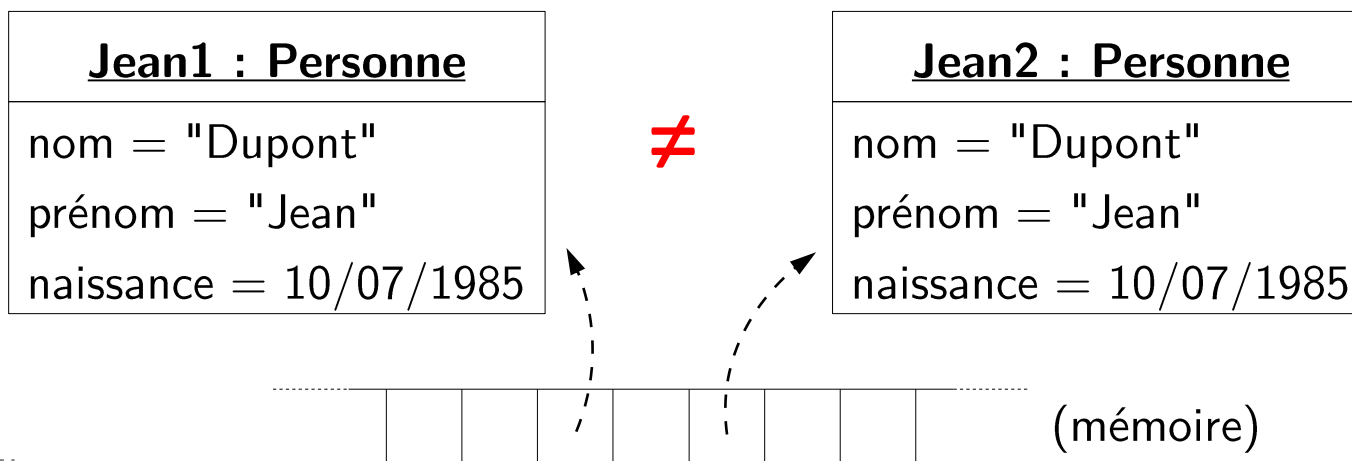 Jean1 : Personne
nom = "Dupont"
prénom = "Jean"
naissance = 10/07/1985
≠
Jean2 : Personne
nom = "Dupont"
prénom = "Jean"
naissance = 10/07/1985
(mémoire)